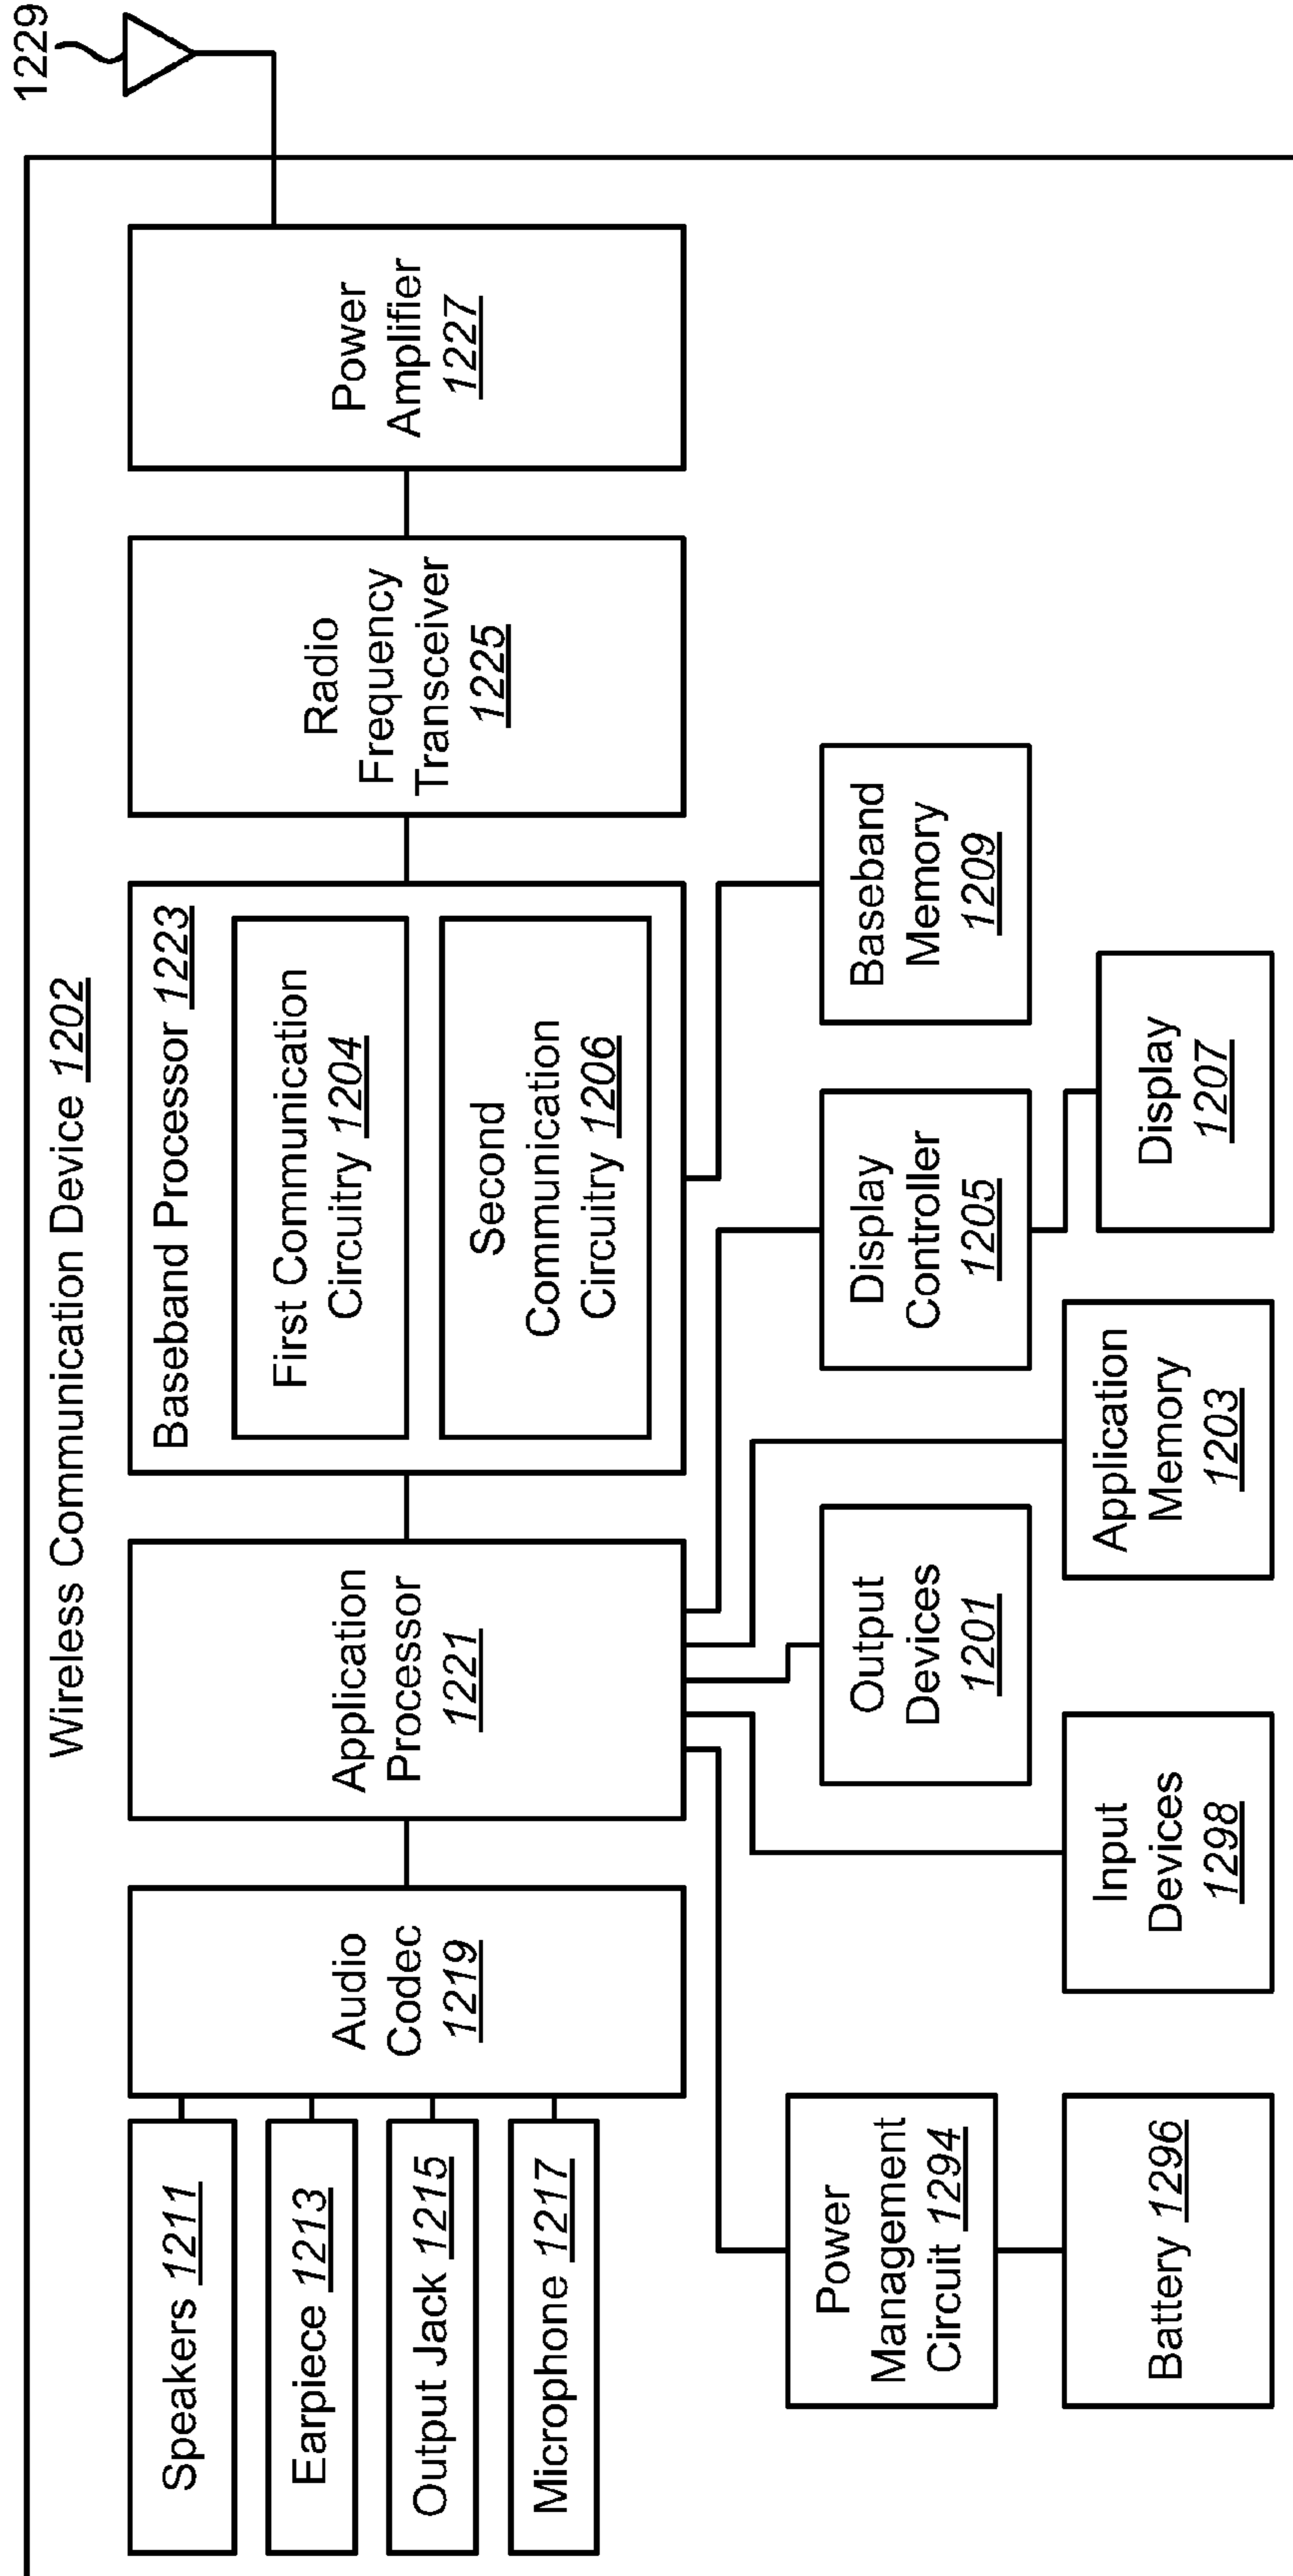 Wireless Communication Device 1202
1229
Speakers 1211
Earpiece 1213
Output Jack 1215
Microphone 1217
Audio
Codec
1219
Application
Processor
1221
Baseband Processor 1223
First Communication
Circuitry 1204
Second
Communication
Circuitry 1206
Radio
Frequency
Transceiver
1225
Power
Amplifier
1227
Power
Management
Circuit 1294
Battery 1296
Input
Devices
1298
Output
Devices
1201
Application
Memory
1203
Display
Controller
1205
Display
1207
Baseband
Memory
1209